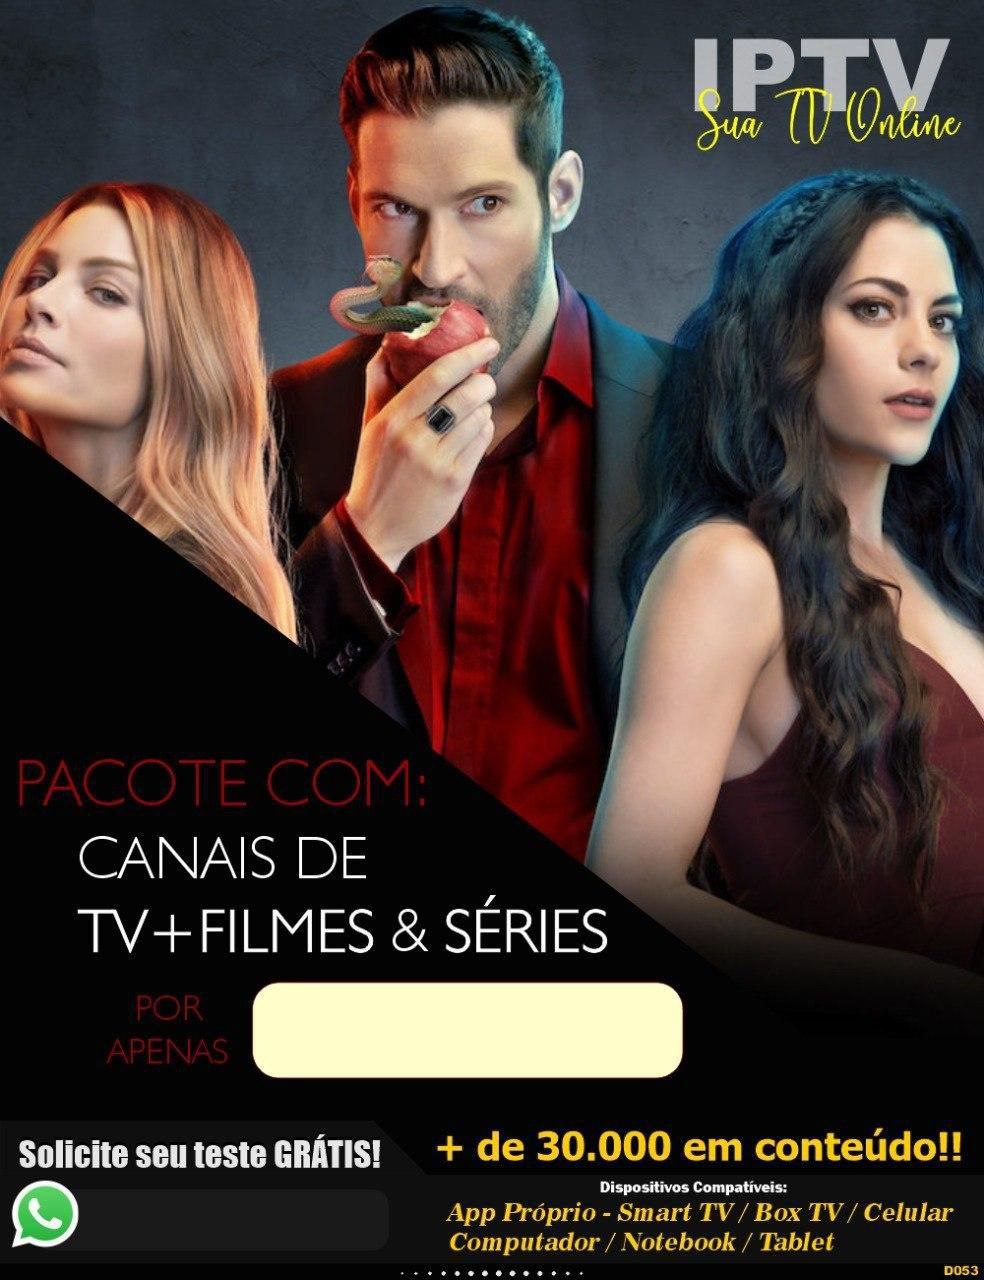 IPTV
Sua TV Online
PACOTE COM:
CANAIS DE
TV+FILMES & SÉRIES
POR
APENAS
Solicite seu teste GRÁTIS!
+ de 30.000 em conteúdo!!
Dispositivos Compatíveis:
App Próprio - Smart TV / Box TV / Celular
Computador / Notebook / Tablet
D053